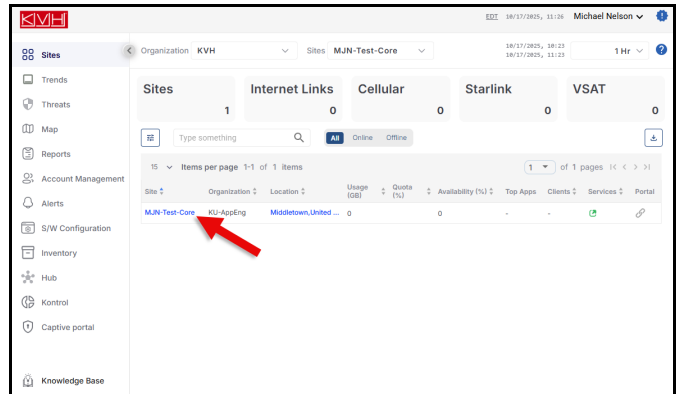 KVH
EDT 10/17/2025, 11:26 Michael Nelson
Sites
Organization KVH Sites MJN-Test-Core 10/17/2025, 10:23 1 Hr
10/17/2025, 11:23
Trends
Threats
Map
Reports
Account Management
Alerts
S/W Configuration
Inventory
Hub
Kontrol
Captive portal
Knowledge Base
Sites Internet Links Cellular Starlink VSAT
1 0 0 0 0
Type something All Online Offline
15 Items per page 1-1 of 1 items 1 of 1 pages
Site Organization Location Usage (GB) Quota (%) Availability (%) Top Apps Clients Services Portal
MJN-Test-Core KU-AppEng Middletown,United ... 0 0 - -